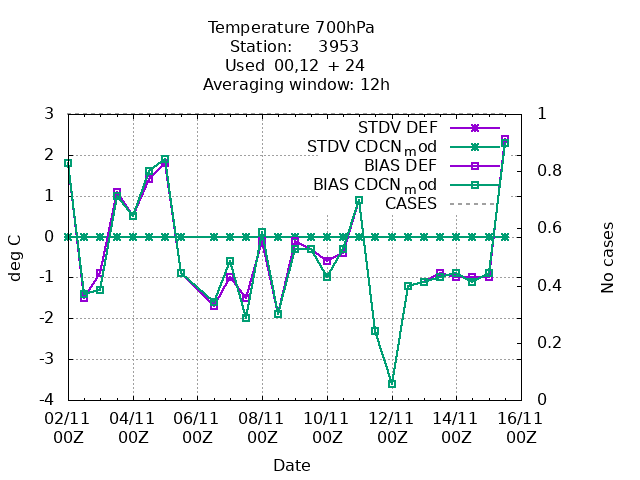 Temperature 700hPa
Station: 3953
Used 00,12 + 24
Averaging window: 12h
3
2
1
0
-1
-2
-3
-4
deg C
1
0.8
0.6
0.4
0.2
0
No cases
STDV DEF
STDV CDCNmod
BIAS DEF
BIAS CDCNmod
CASES
02/11 04/11 06/11 08/11 10/11 12/11 14/11 16/11
00Z 00Z 00Z 00Z 00Z 00Z 00Z 00Z
Date